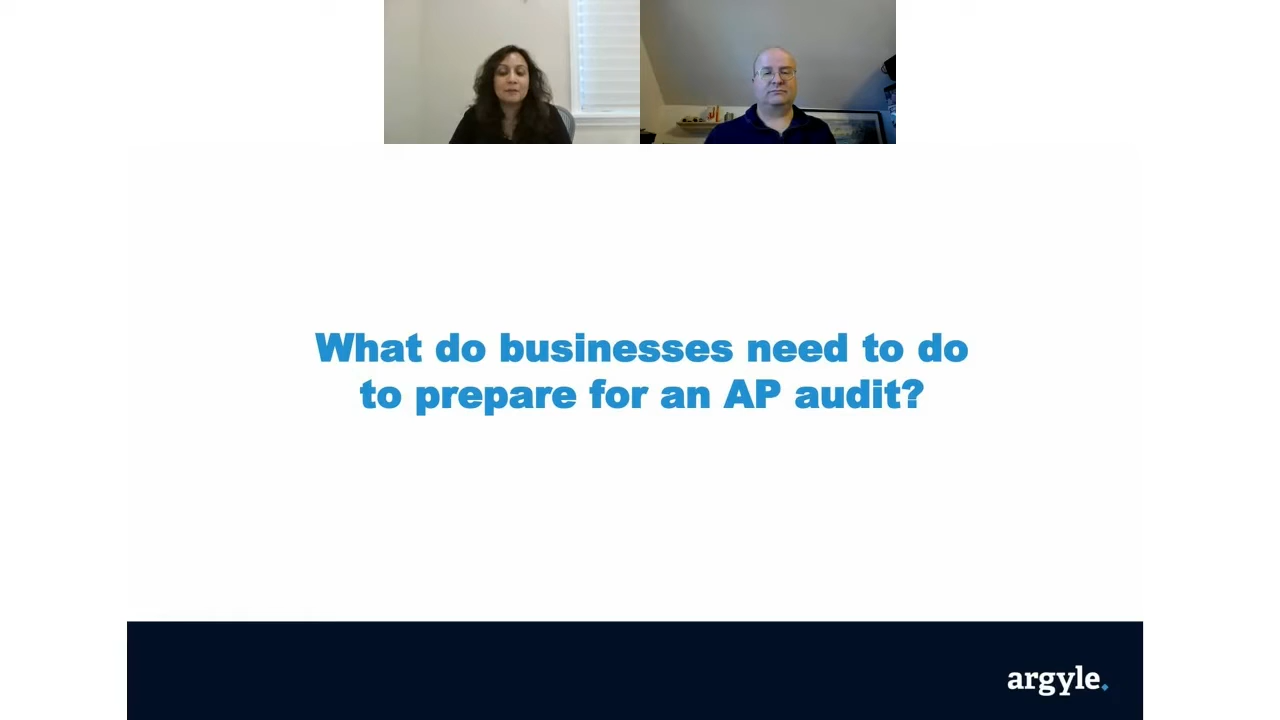 What do businesses need to do
to prepare for an AP audit?
argyle.